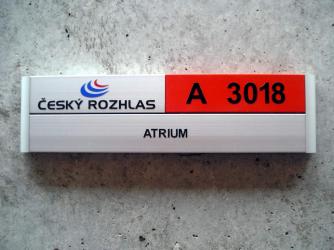 ČESKÝ ROZHLAS A 3018
ATRIUM